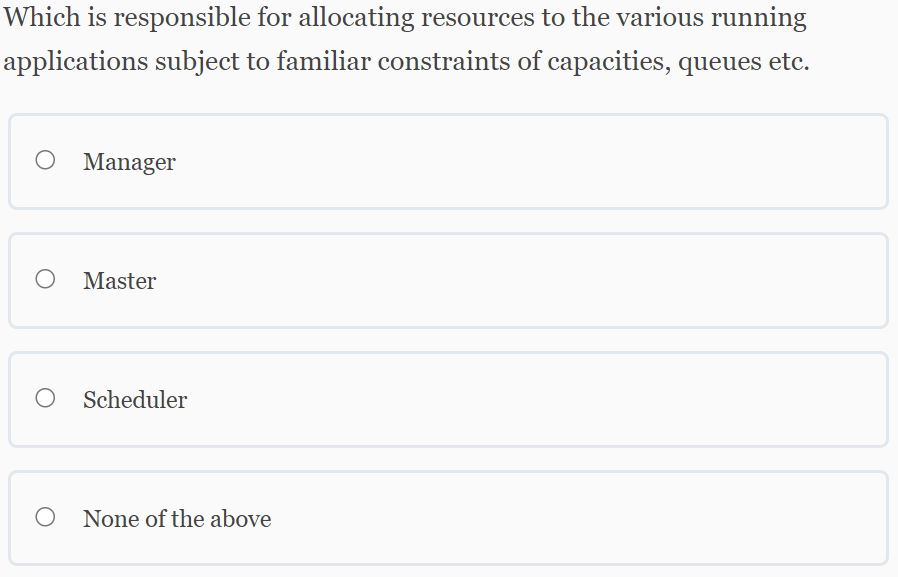 Which is responsible for allocating resources to the various running
applications subject to familiar constraints of capacities, queues etc.
Manager
Master
Scheduler
None of the above